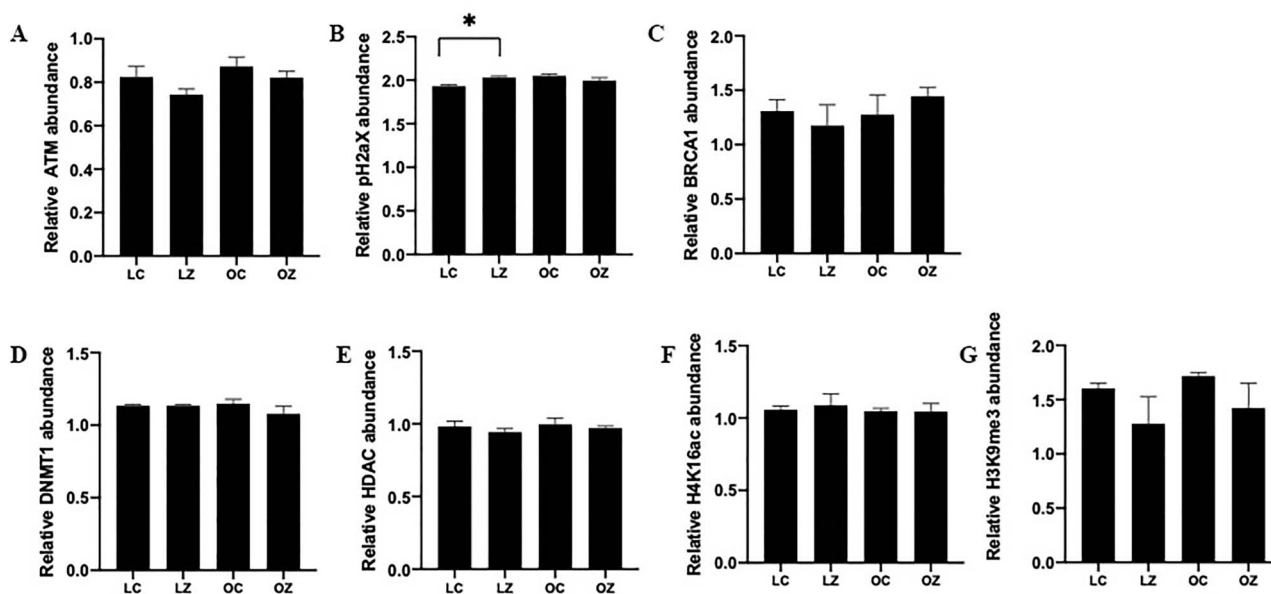 A
Relative ATM abundance
1.0
0.8
0.6
0.4
0.2
0.0
LC LZ OC OZ
B
Relative pH2aX abundance
2.5
2.0
1.5
1.0
0.5
0.0
*
LC LZ OC OZ
C
Relative BRCA1 abundance
2.0
1.5
1.0
0.5
0.0
LC LZ OC OZ
D
Relative DNMT1 abundance
1.5
1.0
0.5
0.0
LC LZ OC OZ
E
Relative HDAC abundance
1.5
1.0
0.5
0.0
LC LZ OC OZ
F
Relative H4K16ac abundance
1.5
1.0
0.5
0.0
LC LZ OC OZ
G
Relative H3K9me3 abundance
2.0
1.5
1.0
0.5
0.0
LC LZ OC OZ